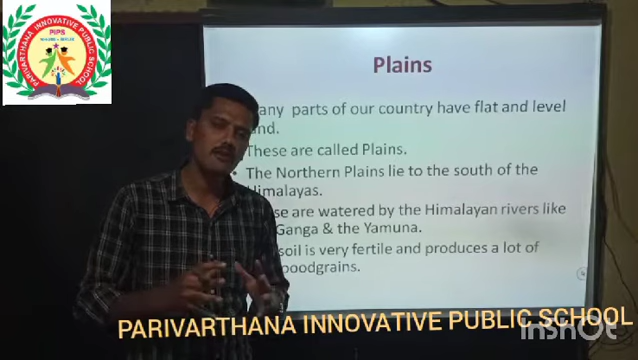 PARIVARTHANA INNOVATIVE PUBLIC SCHOOL
PIPS
Plains
any parts of our country have flat and level
nd.
These are called Plains.
The Northern Plains lie to the south of the
Himalayas.
se are watered by the Himalayan rivers like
Ganga & the Yamuna.
soil is very fertile and produces a lot of
oodgrains.
PARIVARTHANA INNOVATIVE PUBLIC SCHOOL
InShOt